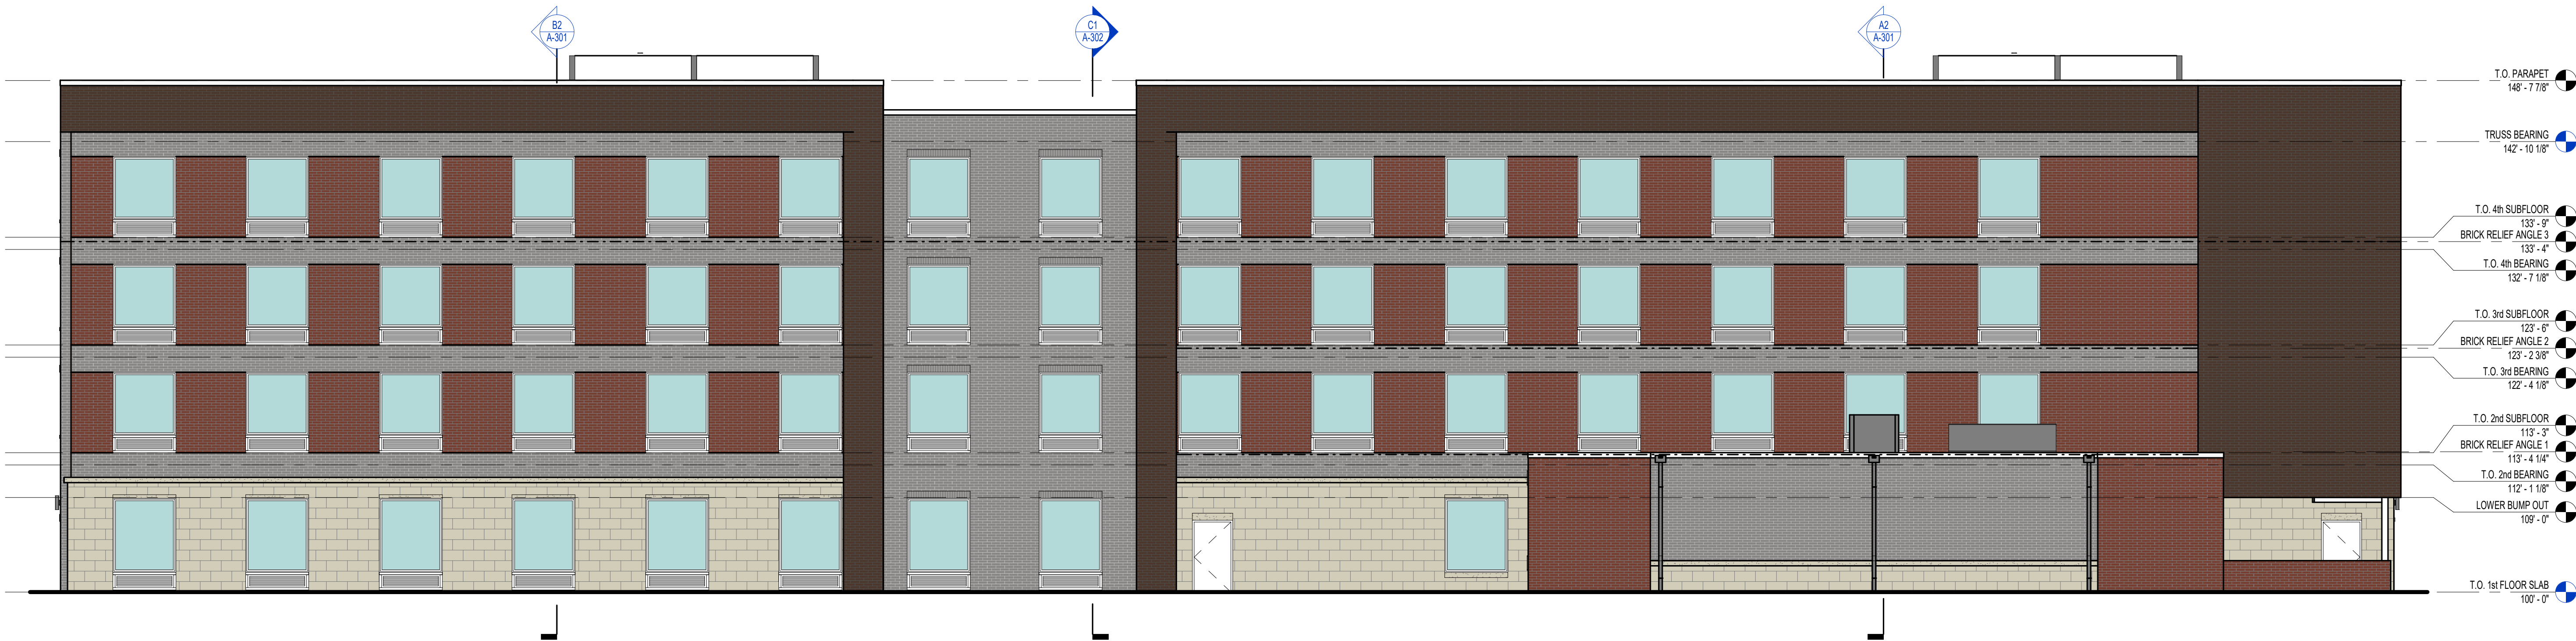 B2
A-301
C1
A-302
A2
A-301
T.O. PARAPET
148' - 7 7/8"
TRUSS BEARING
142' - 10 1/8"
T.O. 4th SUBFLOOR
133' - 9"
BRICK RELIEF ANGLE 3
133' - 4"
T.O. 4th BEARING
132' - 7 1/8"
T.O. 3rd SUBFLOOR
123' - 6"
BRICK RELIEF ANGLE 2
123' - 2 3/8"
T.O. 3rd BEARING
122' - 4 1/8"
T.O. 2nd SUBFLOOR
113' - 3"
BRICK RELIEF ANGLE 1
113' - 4 1/4"
T.O. 2nd BEARING
112' - 1 1/8"
LOWER BUMP OUT
109' - 0"
T.O. 1st FLOOR SLAB
100' - 0"